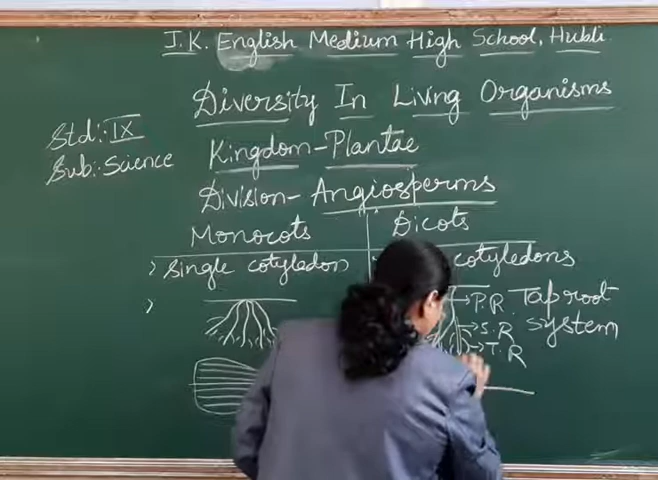 J.K. English Medium High School, Hubli.
Diversity In Living Organisms
Std:- IX
Sub:- Science
Kingdom-Plantae
Division- Angiosperms
Monocots
Dicots
> Single cotyledon
cotyledons
>
→P.R. Tap root
→S.R system
→T.R